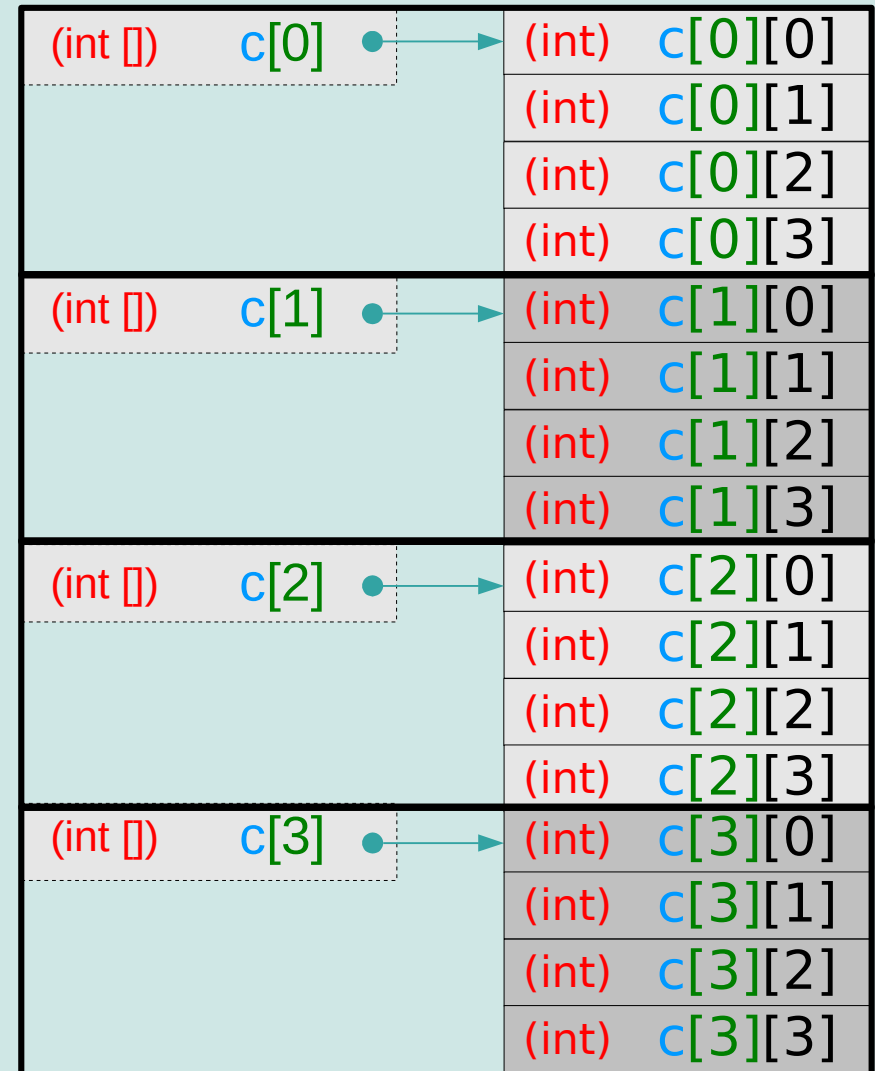 (int []) c[0] (int) c[0][0]
(int) c[0][1]
(int) c[0][2]
(int) c[0][3]
(int []) c[1] (int) c[1][0]
(int) c[1][1]
(int) c[1][2]
(int) c[1][3]
(int []) c[2] (int) c[2][0]
(int) c[2][1]
(int) c[2][2]
(int) c[2][3]
(int []) c[3] (int) c[3][0]
(int) c[3][1]
(int) c[3][2]
(int) c[3][3]